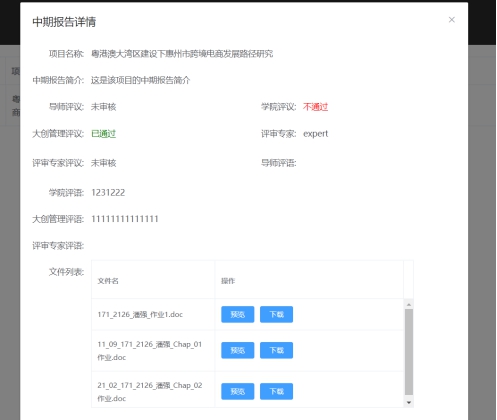 中期报告详情
×
项目名称: 粤港澳大湾区建设下惠州市跨境电商发展路径研究
中期报告简介: 这是该项目的中期报告简介
导师评议: 未审核 学院评议: 不通过
大创管理评议: 已通过 评审专家: expert
评审专家评议: 未审核 导师评语:
学院评语: 1231222
大创管理评语: 11111111111111
评审专家评语:
文件列表:
文件名 操作
171_2126_潘强_作业1.doc 预览 下载
11_09_171_2126_潘强_Chap_01
作业.doc
预览 下载
21_02_171_2126_潘强_Chap_02
作业.doc
预览 下载